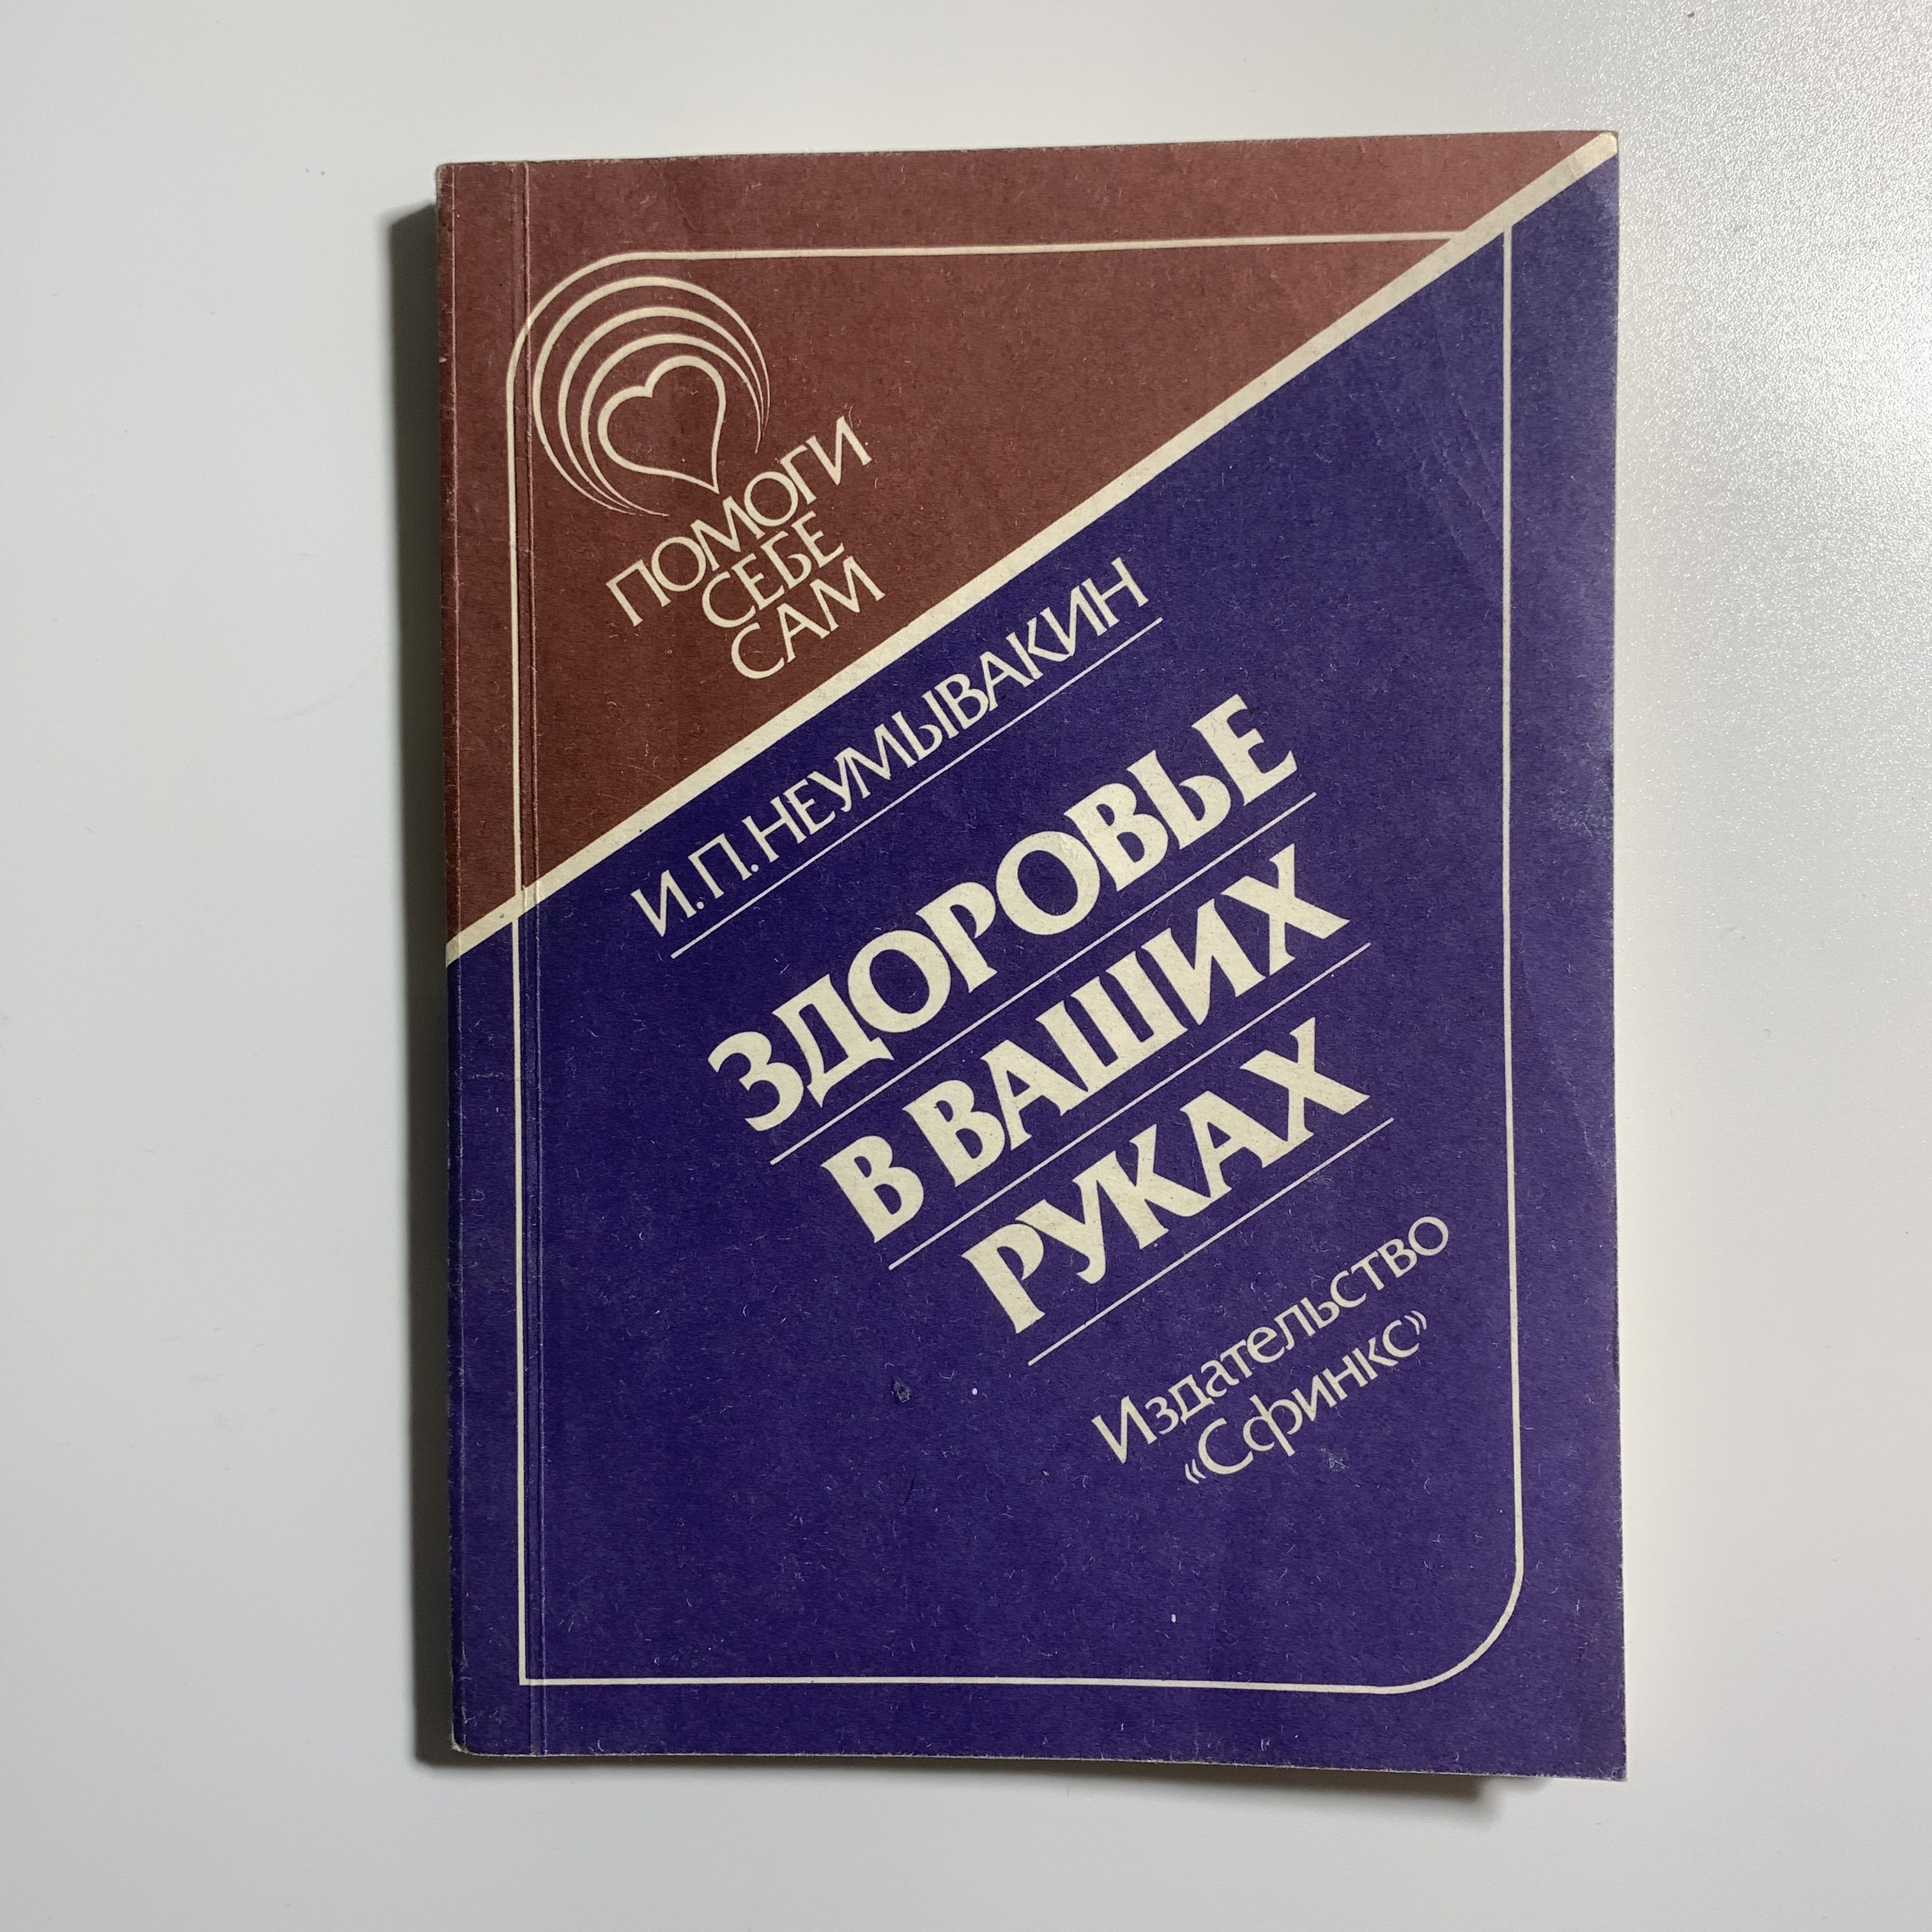 ПОМОГИ
СЕБЕ
САМ
И.П.НЕУМЫВАКИН
ЗДОРОВЬЕ
В ВАШИХ
РУКАХ
Издательство
«Сфинкс»